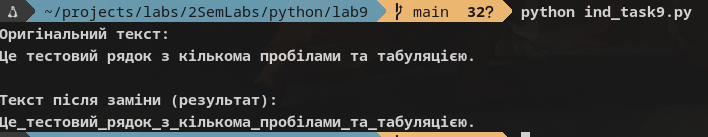 ~/projects/labs/2SemLabs/python/lab9 main 32? python ind_task9.py
Оригінальний текст:
Це тестовий рядок з кількома пробілами та табуляцією.
Текст після заміни (результат):
Це_тестовий_рядок_з_кількома_пробілами_та_табуляцією.